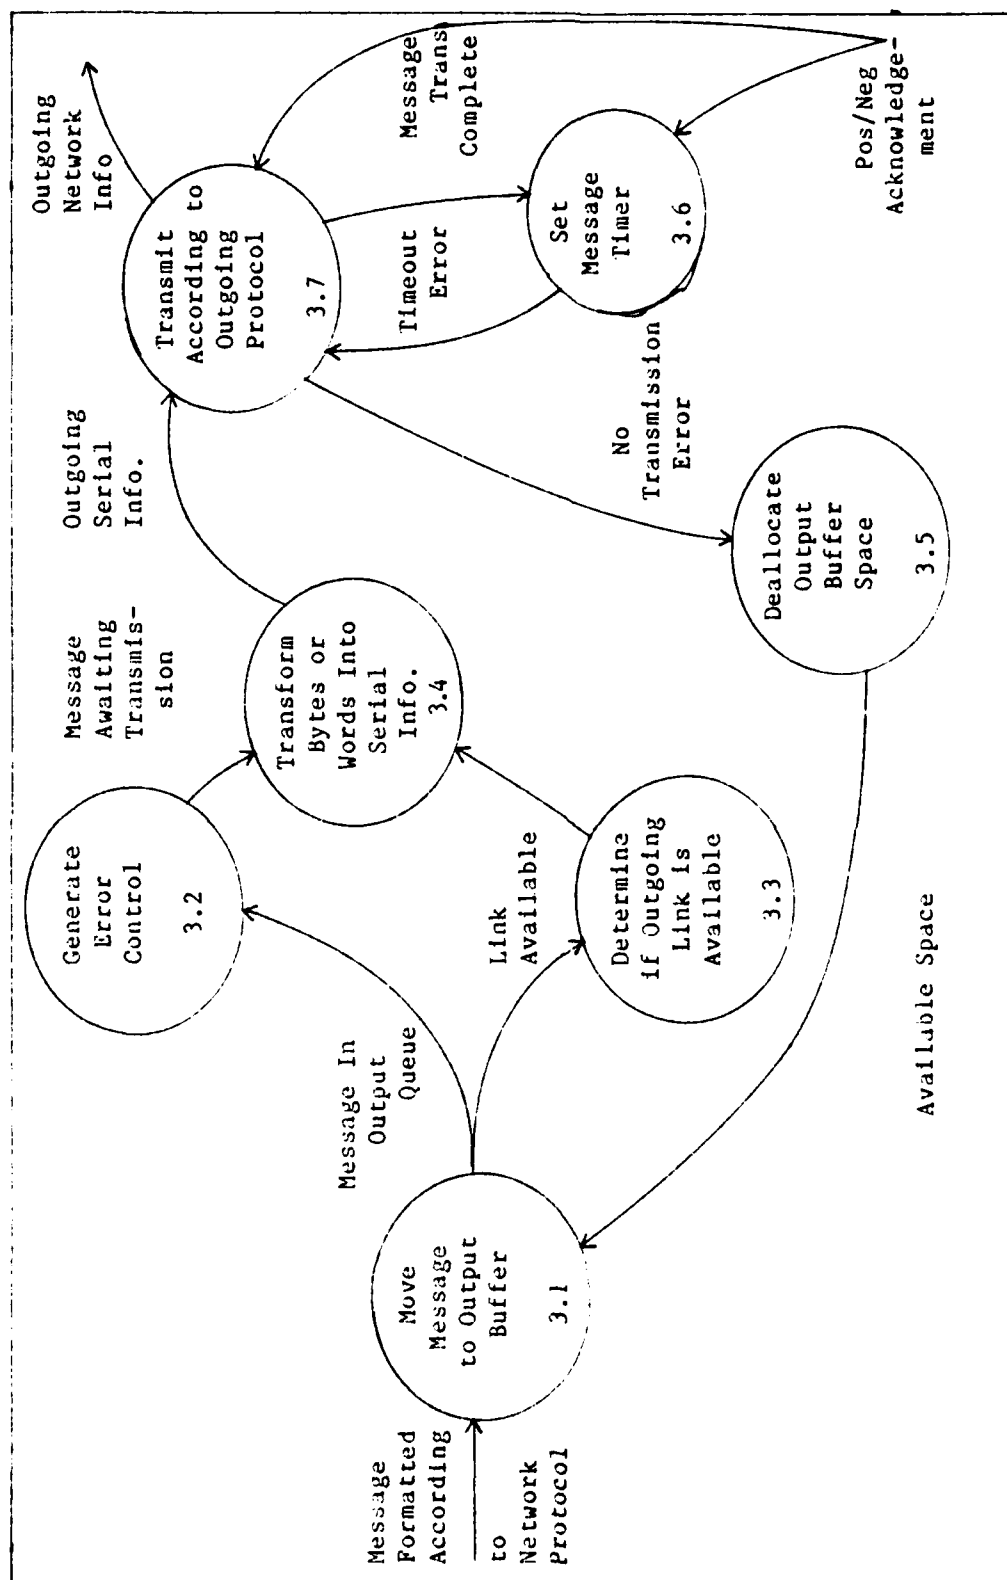 Message
Formatted
According
to
Network
Protocol
Move
Message
to Output
Buffer
3.1
Message In
Output
Queue
Generate
Error
Control
3.2
Link
Available
Determine
if Outgoing
Link is
Available
3.3
Message
Awaiting
Transmis-
sion
Transform
Bytes or
Words Into
Serial
Info.
3.4
Outgoing
Serial
Info.
Transmit
According to
Outgoing
Protocol
3.7
Outgoing
Network
Info
Timeout
Error
Message
Trans
Complete
Set
Message
Timer
3.6
Pos/Neg
Acknowledge-
ment
No
Transmission
Error
Deallocate
Output
Buffer
Space
3.5
Available Space